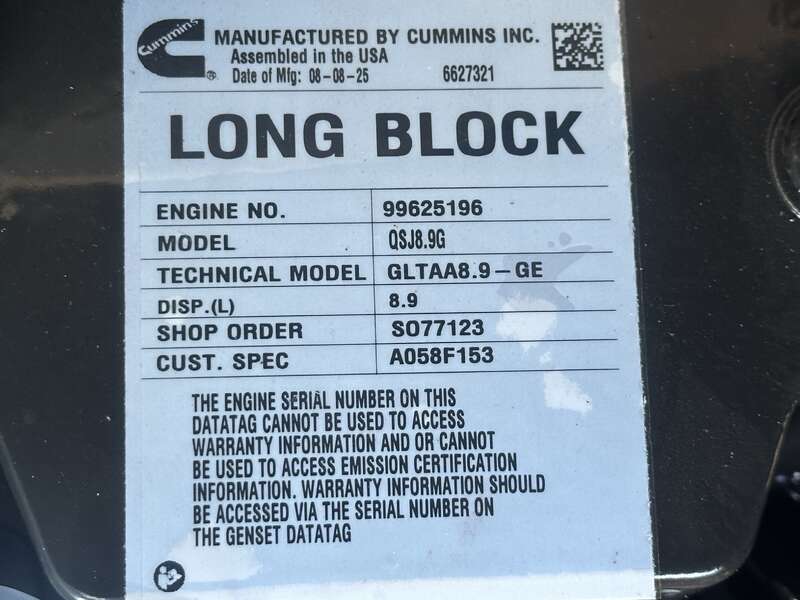 Cummins
MANUFACTURED BY CUMMINS INC.
Assembled in the USA
Date of Mfg: 08-08-25 6627321
LONG BLOCK
ENGINE NO. 99625196
MODEL QSJ8.9G
TECHNICAL MODEL GLTAA8.9-GE
DISP.(L) 8.9
SHOP ORDER SO77123
CUST. SPEC A058F153
THE ENGINE SERIAL NUMBER ON THIS
DATATAG CANNOT BE USED TO ACCESS
WARRANTY INFORMATION AND OR CANNOT
BE USED TO ACCESS EMISSION CERTIFICATION
INFORMATION. WARRANTY INFORMATION SHOULD
BE ACCESSED VIA THE SERIAL NUMBER ON
THE GENSET DATATAG